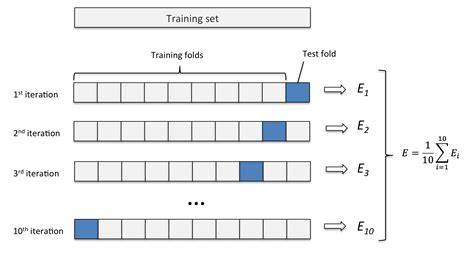 Training set
Training folds
Test fold
1st iteration
E1
2nd iteration
E2
3rd iteration
E3
...
10th iteration
E10
E = 1/10 ∑ i=1 10 Ei